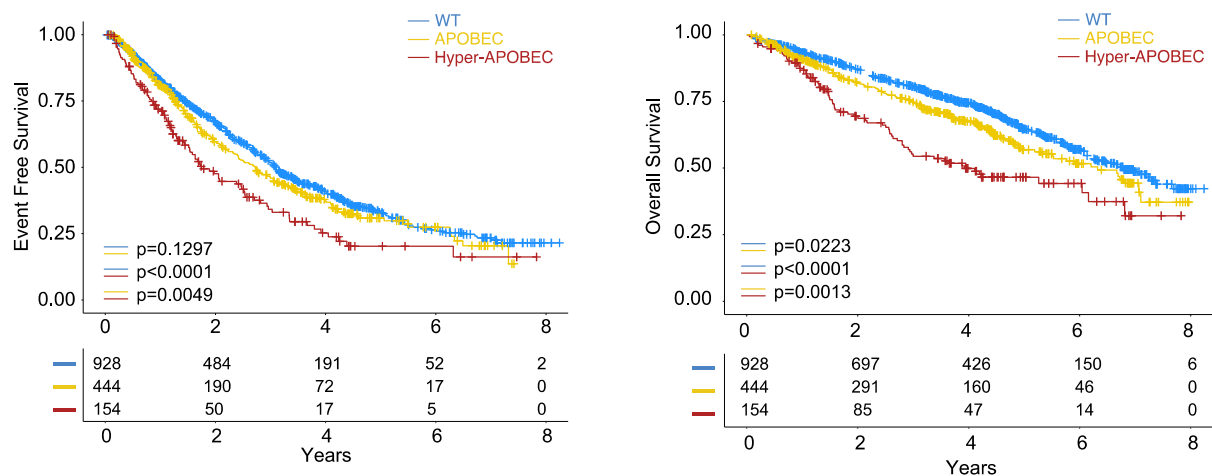 WT
APOBEC
Hyper-APOBEC
1.00
0.75
0.50
0.25
0.00
Event Free Survival
p=0.1297
p<0.0001
p=0.0049
0 2 4 6 8
928 484 191 52 2
444 190 72 17 0
154 50 17 5 0
0 2 4 6 8
Years
WT
APOBEC
Hyper-APOBEC
1.00
0.75
0.50
0.25
0.00
Overall Survival
p=0.0223
p<0.0001
p=0.0013
0 2 4 6 8
928 697 426 150 6
444 291 160 46 0
154 85 47 14 0
0 2 4 6 8
Years